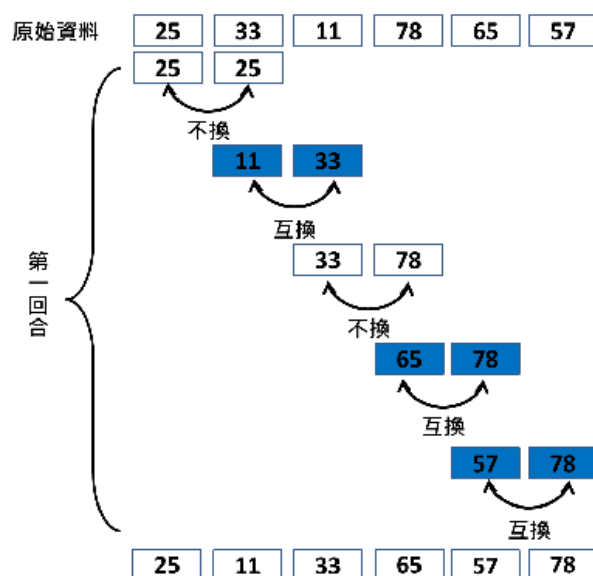 原始資料 25 33 11 78 65 57
25 25
不換
11 33
互換
33 78
不換
第一回合
65 78
互換
57 78
互換
25 11 33 65 57 78